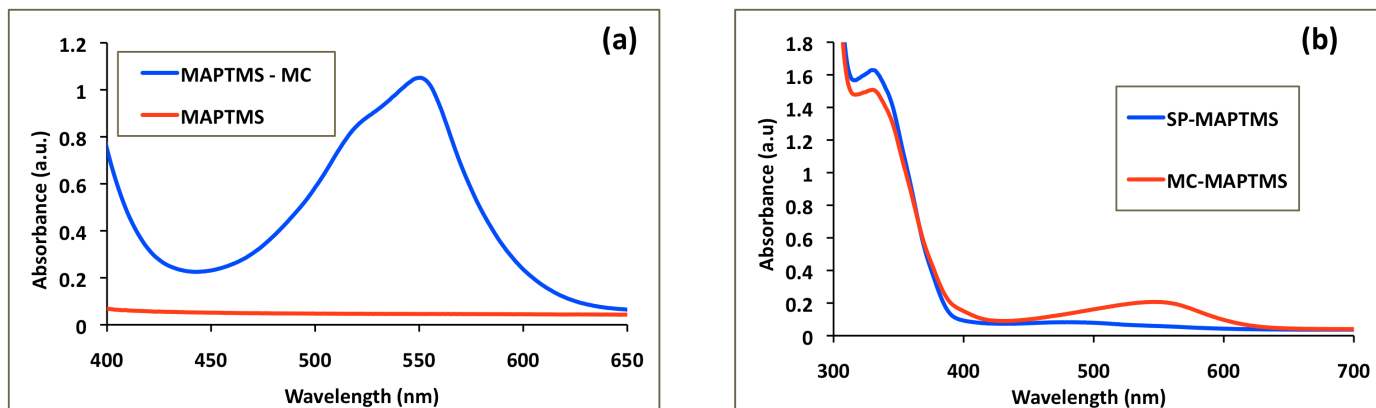 (a)
1.2
1
0.8
0.6
0.4
0.2
0
Absorbance (a.u.)
MAPTMS - MC
MAPTMS
400 450 500 550 600 650
Wavelength (nm)
(b)
1.8
1.6
1.4
1.2
1
0.8
0.6
0.4
0.2
0
Absorbance (a.u)
SP-MAPTMS
MC-MAPTMS
300 400 500 600 700
Wavelength (nm)